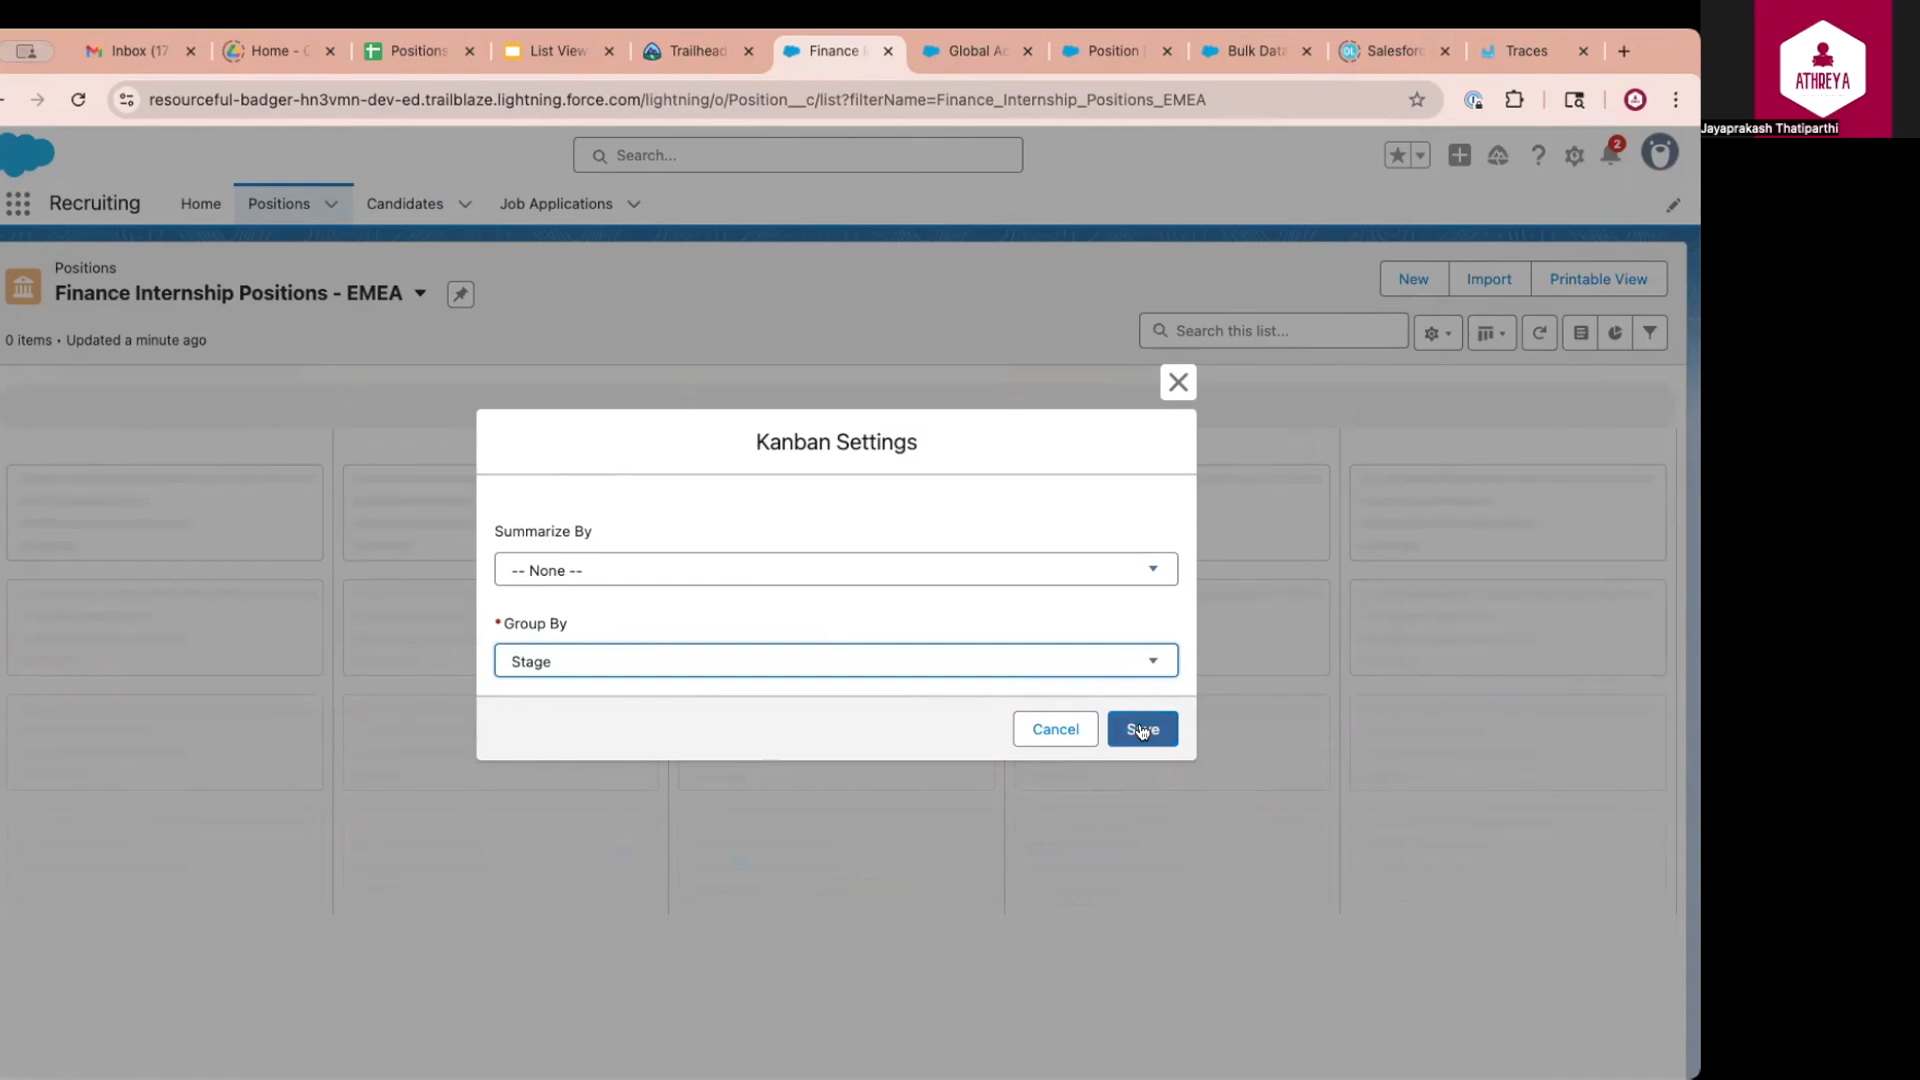 Inbox (17
Home - C
Positions
List View
Trailhead
Finance I
Global Ac
Position
Bulk Data
Salesforc
Traces
resourceful-badger-hn3vmn-dev-ed.trailblaze.lightning.force.com/lightning/o/Position__c/list?filterName=Finance_Internship_Positions_EMEA
ATHREYA
Jayaprakash Thatiparthi
Search...
2
Recruiting
Home
Positions
Candidates
Job Applications
Positions
Finance Internship Positions - EMEA
New
Import
Printable View
0 items • Updated a minute ago
Search this list...
Kanban Settings
Summarize By
-- None --
* Group By
Stage
Cancel
Save